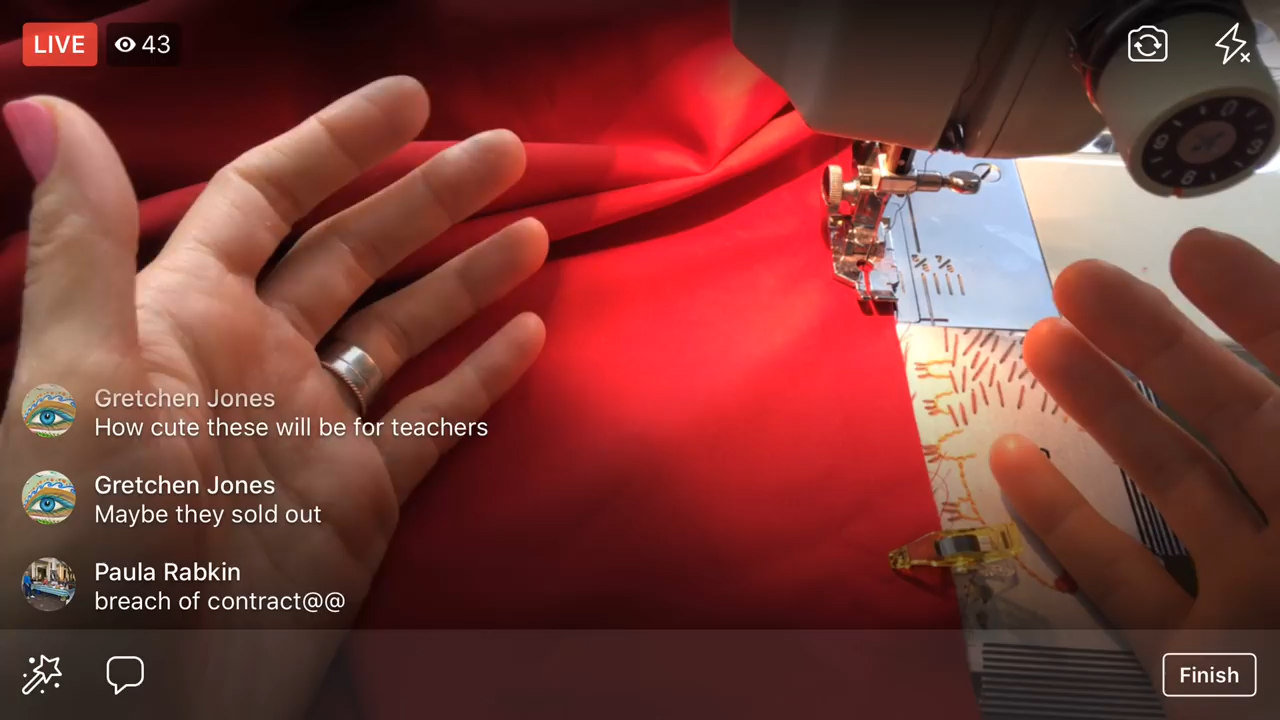 LIVE
43
Gretchen Jones
How cute these will be for teachers
Gretchen Jones
Maybe they sold out
Paula Rabkin
breach of contract@@
Finish